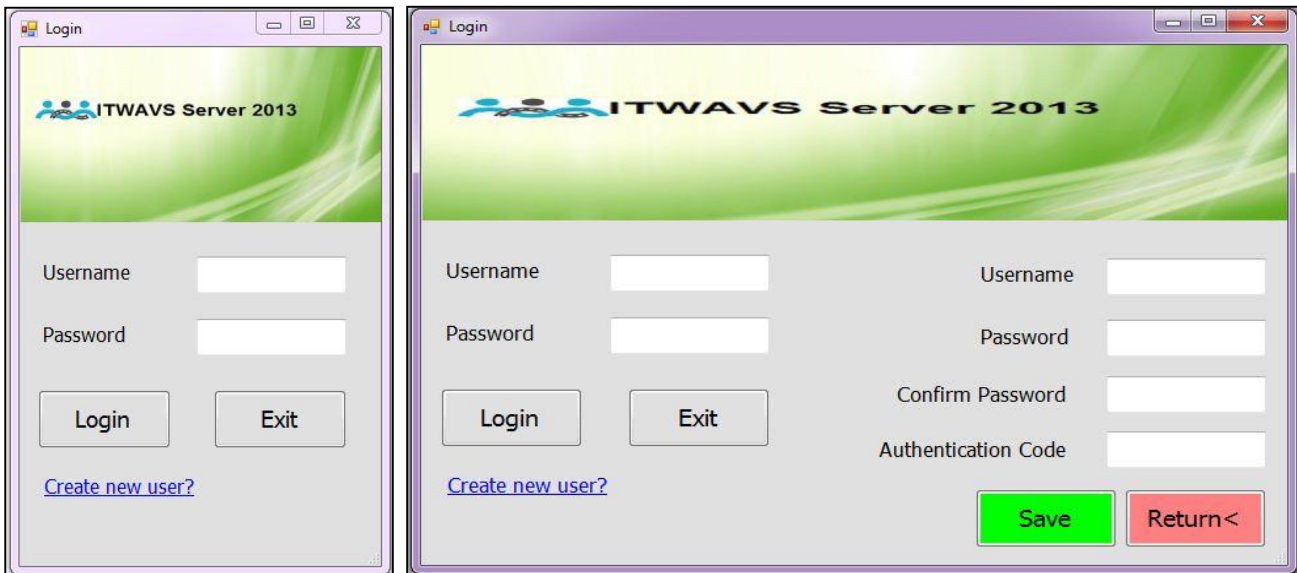 Login
ITWAVS Server 2013
Username
Password
Login Exit
Create new user?
Login
ITWAVS Server 2013
Username
Password
Login Exit
Create new user?
Username
Password
Confirm Password
Authentication Code
Save Return<